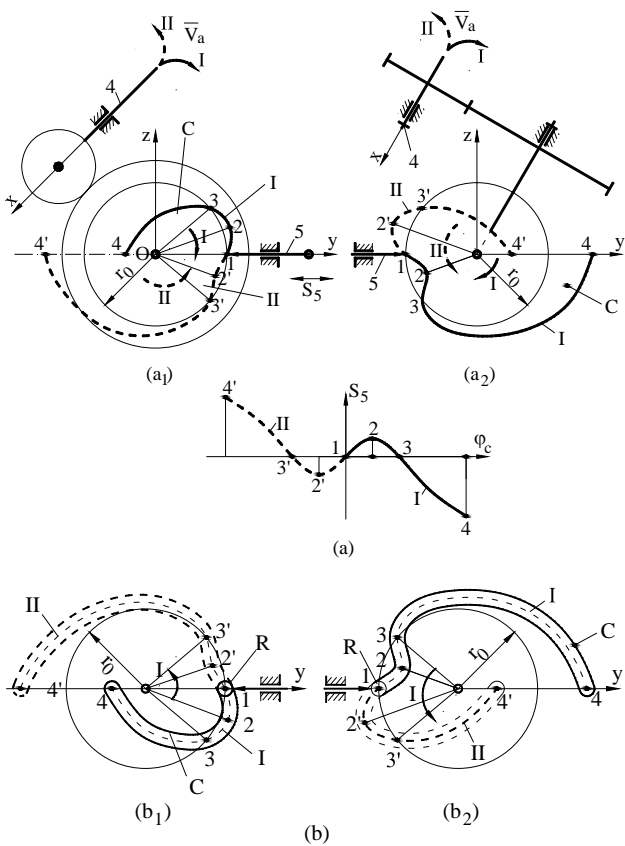 II V̄ₐ
I
4
z
C
x
3
I
2
I
4'
4
O
1
5
y
r₀
2'
II
3'
II
S₅
(a₁)
II V̄ₐ
I
x
4
z
II
3'
2'
II
4'
4
y
5
1
2
I
r₀
C
3
I
(a₂)
4'
S₅
II
1
2
3
φ_c
3'
2'
I
4
(a)
II
3'
R
r₀
I
2'
y
4'
4
1
2
3
I
C
(b₁)
I
3
r₀
C
R
2
1
I
4'
4
y
2'
3'
II
(b₂)
(b)